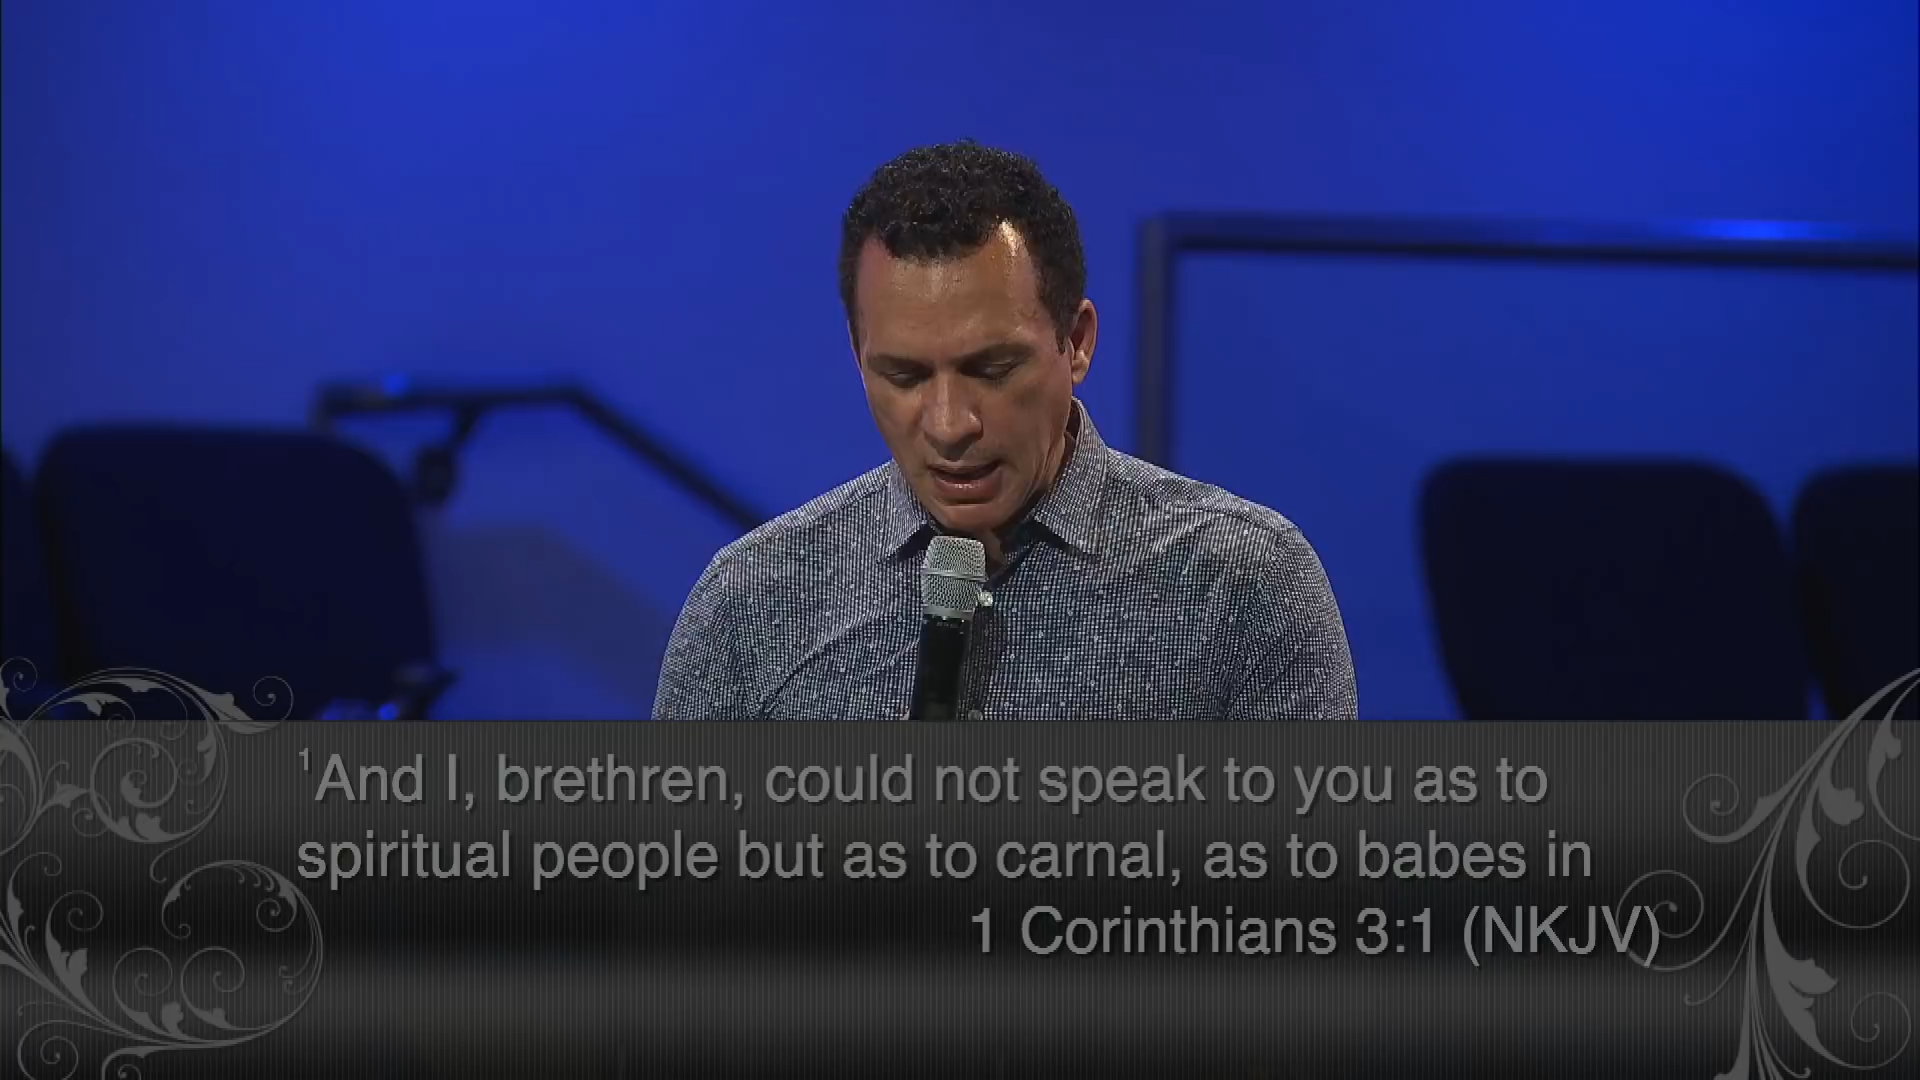 ¹And I, brethren, could not speak to you as to
spiritual people but as to carnal, as to babes in
1 Corinthians 3:1 (NKJV)